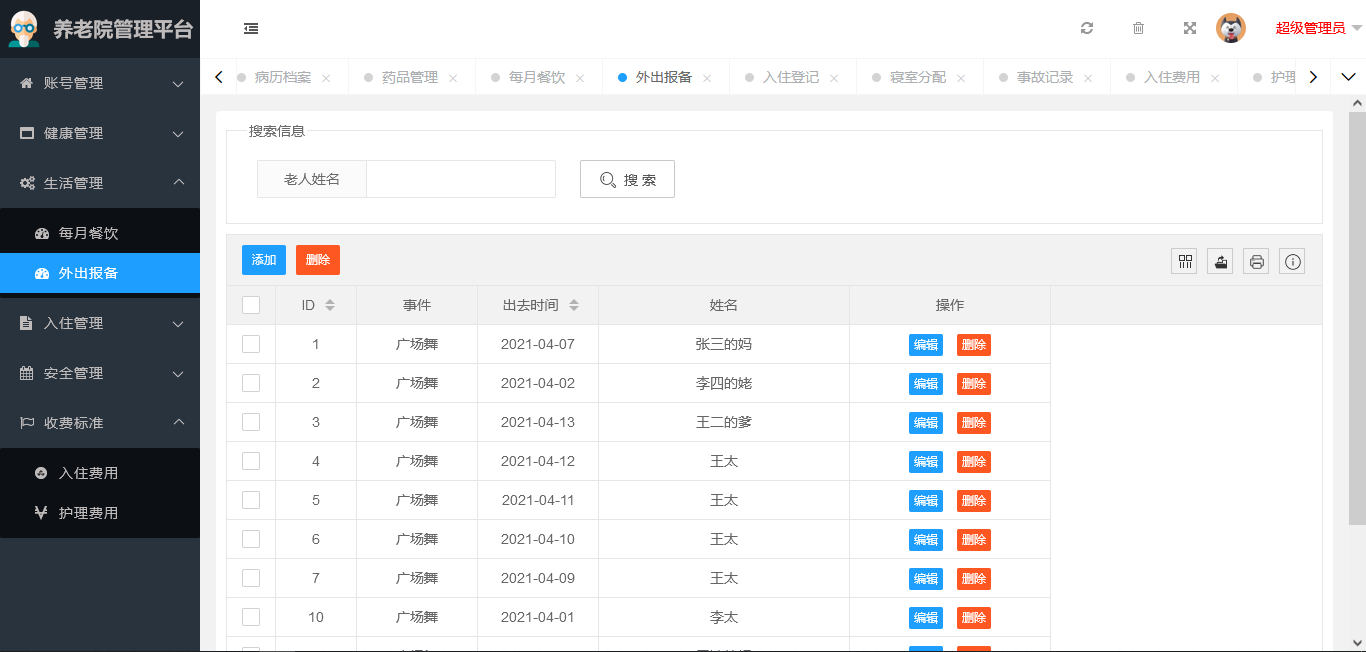 养老院管理平台
超级管理员
账号管理
健康管理
生活管理
每月餐饮
外出报备
入住管理
安全管理
收费标准
入住费用
护理费用
病历档案 药品管理 每月餐饮 外出报备 入住登记 寝室分配 事故记录 入住费用 护理
搜索信息
老人姓名 搜 索
添加 删除
ID 事件 出去时间 姓名 操作
1 广场舞 2021-04-07 张三的妈 编辑 删除
2 广场舞 2021-04-02 李四的姥 编辑 删除
3 广场舞 2021-04-13 王二的爹 编辑 删除
4 广场舞 2021-04-12 王太 编辑 删除
5 广场舞 2021-04-11 王太 编辑 删除
6 广场舞 2021-04-10 王太 编辑 删除
7 广场舞 2021-04-09 王太 编辑 删除
10 广场舞 2021-04-01 李太 编辑 删除